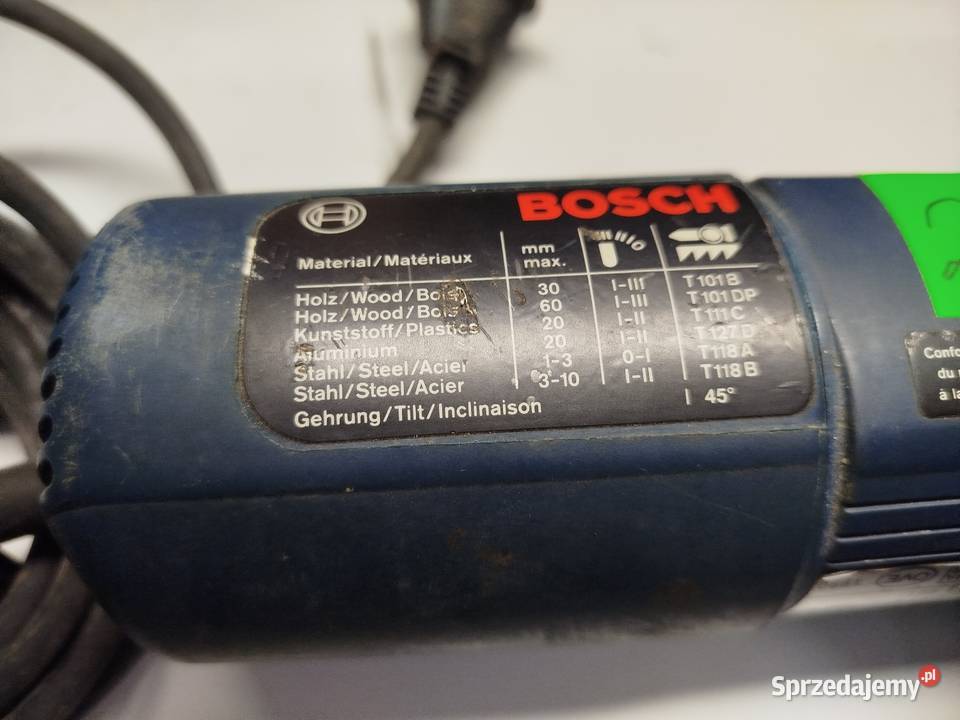 BOSCH
Material/Matériaux mm max.
Holz/Wood/Bois 30 I-III T101B
Holz/Wood/Bois 60 I-III T101DP
Kunststoff/Plastics 20 I-II T111C
Aluminium 20 I-II T127D
Stahl/Steel/Acier 1-3 0-I T118A
Stahl/Steel/Acier 3-10 I-II T118B
Gehrung/Tilt/Inclinaison 45°
du
à la
Sprzedajemy.pl